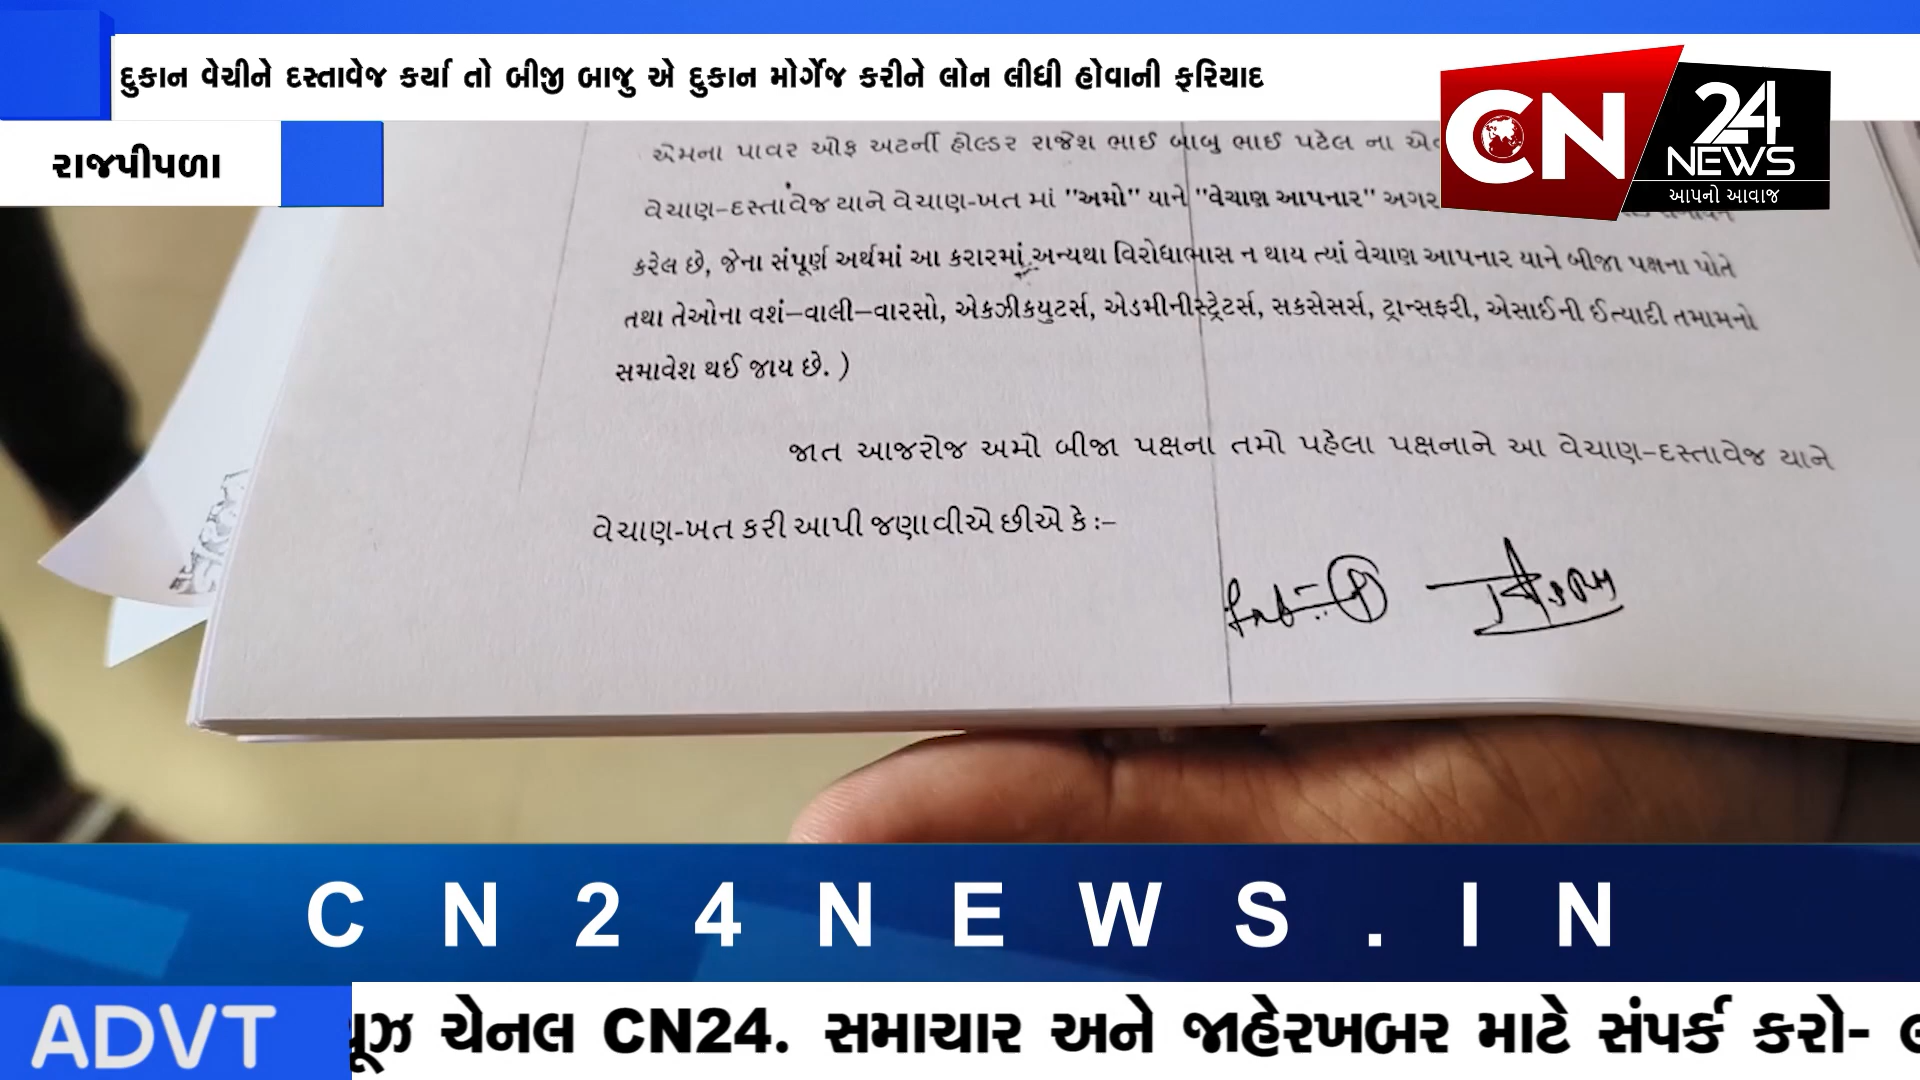 દુકાન વેચીને દસ્તાવેજ કર્યા તો બીજી બાજુ એ દુકાન મોર્ગેજ કરીને લોન લીધી હોવાની ફરિયાદ
CN 24 NEWS
આપનો આવાજ
રાજપીપળા
એમના પાવર ઓફ અટર્ની હોલ્ડર રાજેશ ભાઈ બાબુ ભાઈ પટેલ ના
વેચાણ-દસ્તાવેજ યાને વેચાણ-ખત માં "અમો" યાને "વેચાણ આપનાર" અગર
કરેલ છે, જેના સંપૂર્ણ અર્થમાં આ કરારમાં અન્યથા વિરોધાભાસ ન થાય ત્યાં વેચાણ આપનાર યાને બીજા પક્ષના પોતે
તથા તેઓના વશં-વાલી-વારસો, એકઝીકયુટર્સ, એડમીનીસ્ટ્રેટર્સ, સકસેસર્સ, ટ્રાન્સફરી, એસાઈની ઈત્યાદી તમામનો
સમાવેશ થઈ જાય છે. )
જાત આજરોજ અમો બીજા પક્ષના તમો પહેલા પક્ષનાને આ વેચાણ-દસ્તાવેજ યાને
વેચાણ-ખત કરી આપી જણાવીએ છીએ કે :-
CN24NEWS.IN
ADVT
ચેનલ CN24. સમાચાર અને જાહેરખબર માટે સંપર્ક કરો-